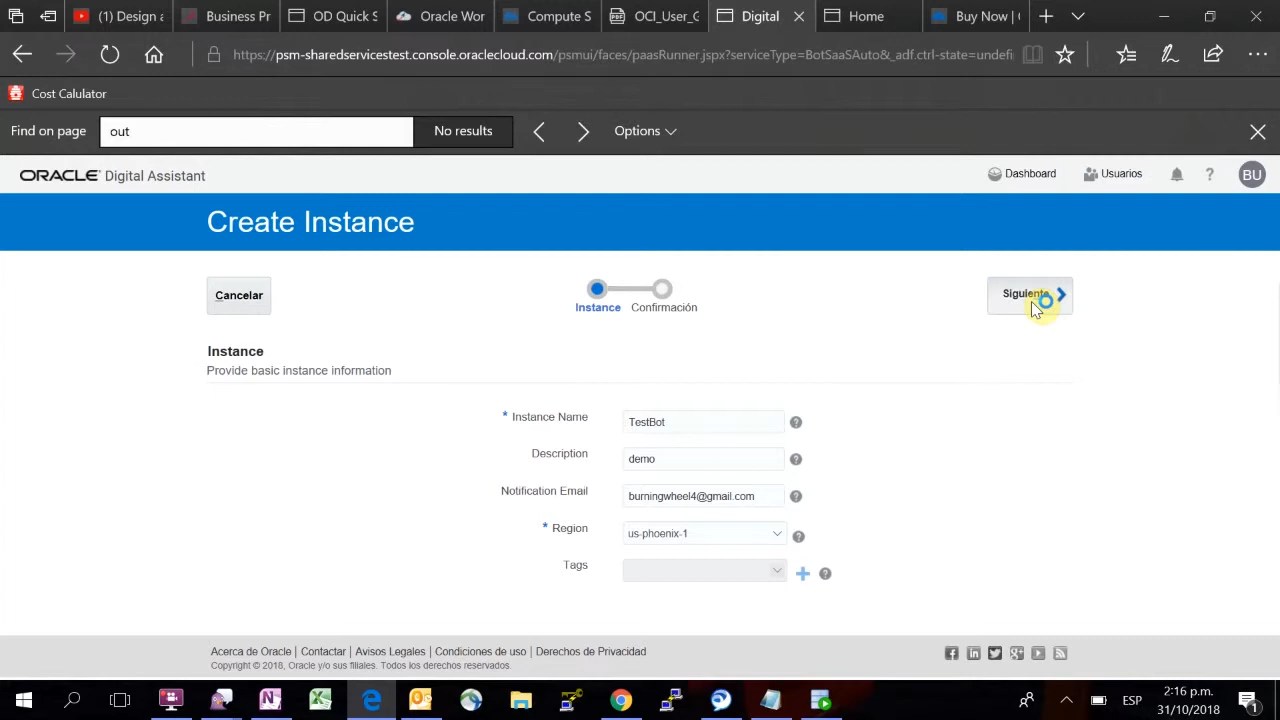 (1) Design a
Business Pr
OD Quick S
Oracle Wor
Compute S
OCI_User_G
Digital
Home
Buy Now | (
https://psm-sharedservicestest.console.oraclecloud.com/psmui/faces/paasRunner.jspx?serviceType=BotSaaSAuto&_adf.ctrl-state=undefi
Cost Calulator
Find on page
out
No results
Options
ORACLE Digital Assistant
Dashboard
Usuarios
?
BU
Create Instance
Cancelar
Instance
Confirmación
Siguiente
Instance
Provide basic instance information
* Instance Name
TestBot
?
Description
demo
?
Notification Email
burningwheel4@gmail.com
?
* Region
us-phoenix-1
?
Tags
?
Acerca de Oracle | Contactar | Avisos Legales | Condiciones de uso | Derechos de Privacidad
Copyright © 2018, Oracle y/o sus filiales. Todos los derechos reservados.
ESP
2:16 p.m.
31/10/2018
1